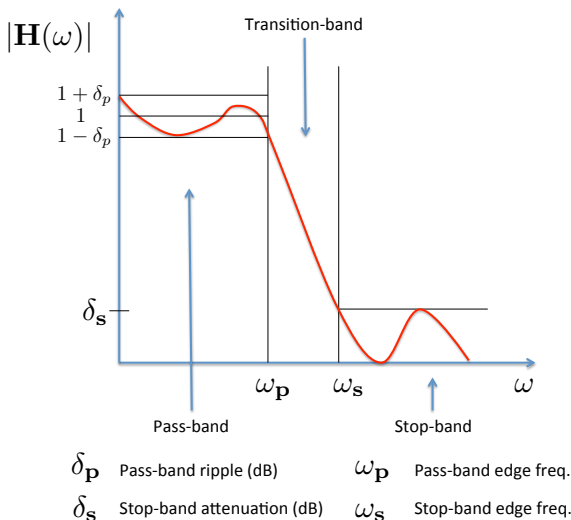 Transition-band
|H(ω)|
1 + δₚ
1
1 − δₚ
δₛ
ωₚ ωₛ ω
Pass-band Stop-band
δₚ Pass-band ripple (dB) ωₚ Pass-band edge freq.
δₛ Stop-band attenuation (dB) ωₛ Stop-band edge freq.